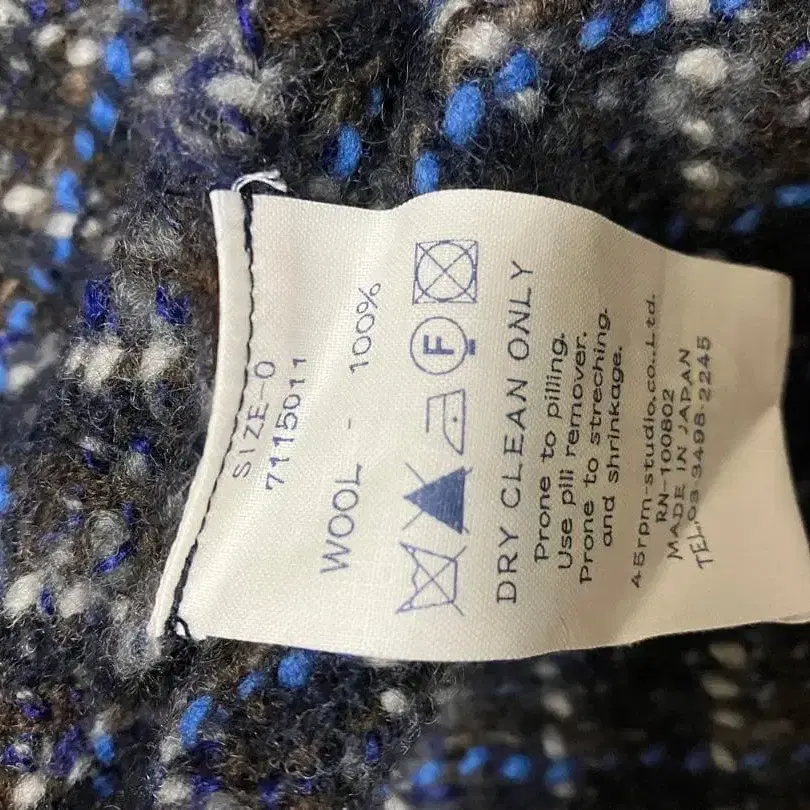 SIZE-0
7115011
WOOL - 100%
F
DRY CLEAN ONLY
Prone to pilling.
Use pill remover.
Prone to streching.
and shrinkage.
45rpm-studio.co.,Ltd.
RN-100802
MADE IN JAPAN
TEL,03-3498-2245